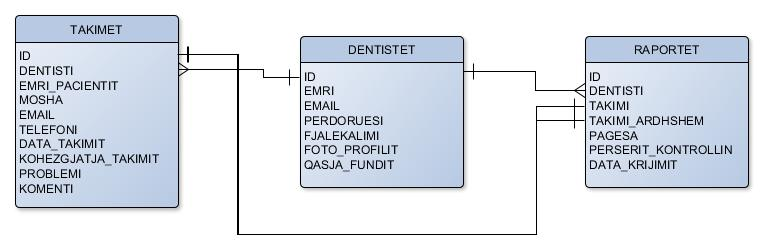 TAKIMET
ID
DENTISTI
EMRI_PACIENTIT
MOSHA
EMAIL
TELEFONI
DATA_TAKIMIT
KOHEZGJATJA_TAKIMIT
PROBLEMI
KOMENTI
DENTISTET
ID
EMRI
EMAIL
PERDORUESI
FJALEKALIMI
FOTO_PROFILIT
QASJA_FUNDIT
RAPORTET
ID
DENTISTI
TAKIMI
TAKIMI_ARDHSHEM
PAGESA
PERSERIT_KONTROLLIN
DATA_KRIJIMIT